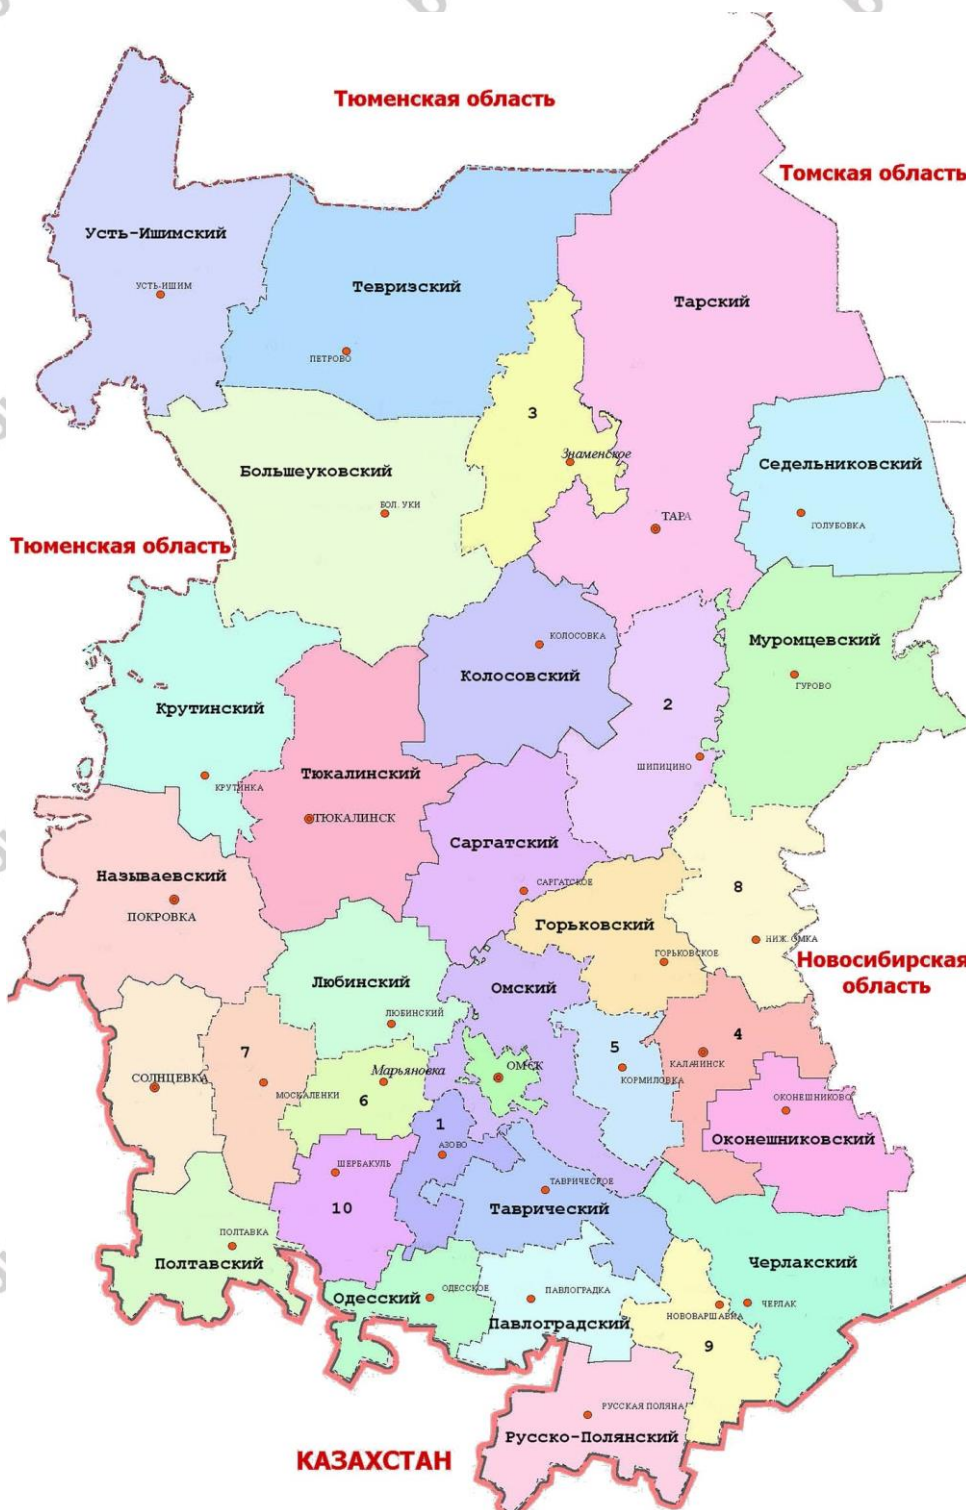 Тюменская область
Томская область
Усть-Ишимский
УСТЬ-ИШИМ
Тевризский
ПЕТРОВО
Тарский
3
Знаменское
Большеуковский
БОЛ. УКИ
Седельниковский
ГОЛУБОВКА
ТАРА
Тюменская область
КОЛОСОВКА
Колосовский
Муромцевский
ГУРОВО
2
ШИПИЦИНО
Крутинский
КРУТИНКА
Тюкалинский
ТЮКАЛИНСК
Саргатский
САРГАТСКОЕ
Называевский
ПОКРОВКА
8
НИЖ. ОМКА
Горьковский
ГОРЬКОВСКОЕ
Новосибирская
область
Любинский
ЛЮБИНСКИЙ
Омский
ОМСК
5
КОРМИЛОВКА
4
КАЛАЧИНСК
7
МОСКАЛЕНКИ
СОЛНЦЕВКА
Марьяновка
6
ОКОНЕШНИКОВО
Оконешниковский
1
АЗОВО
ШЕРБАКУЛЬ
10
ТАВРИЧЕСКОЕ
Таврический
ПОЛТАВКА
Полтавский
Черлакский
ЧЕРЛАК
Одесский
ОДЕССКОЕ
ПАВЛОГРАДКА
Павлоградский
НОВОВАРШАВКА
9
РУССКАЯ ПОЛЯНА
Русско-Полянский
КАЗАХСТАН